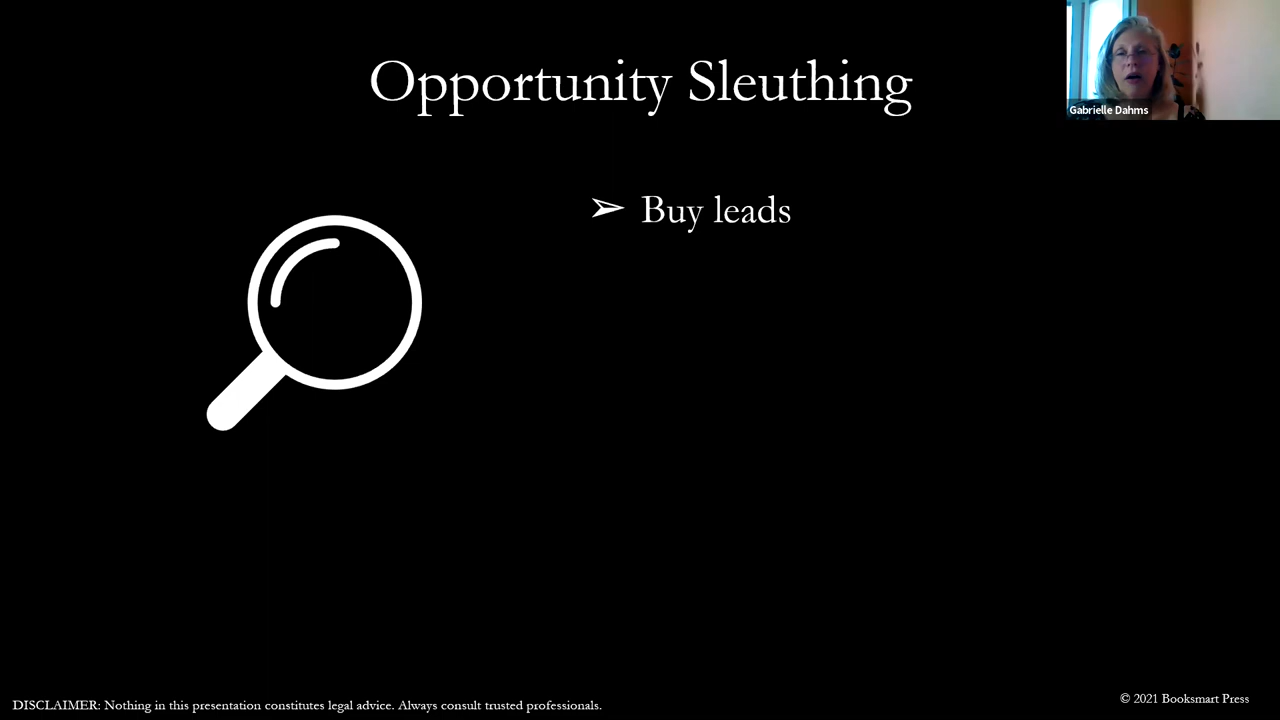 Opportunity Sleuthing
Gabrielle Dahms
➢ Buy leads
DISCLAIMER: Nothing in this presentation constitutes legal advice. Always consult trusted professionals.
© 2021 Booksmart Press